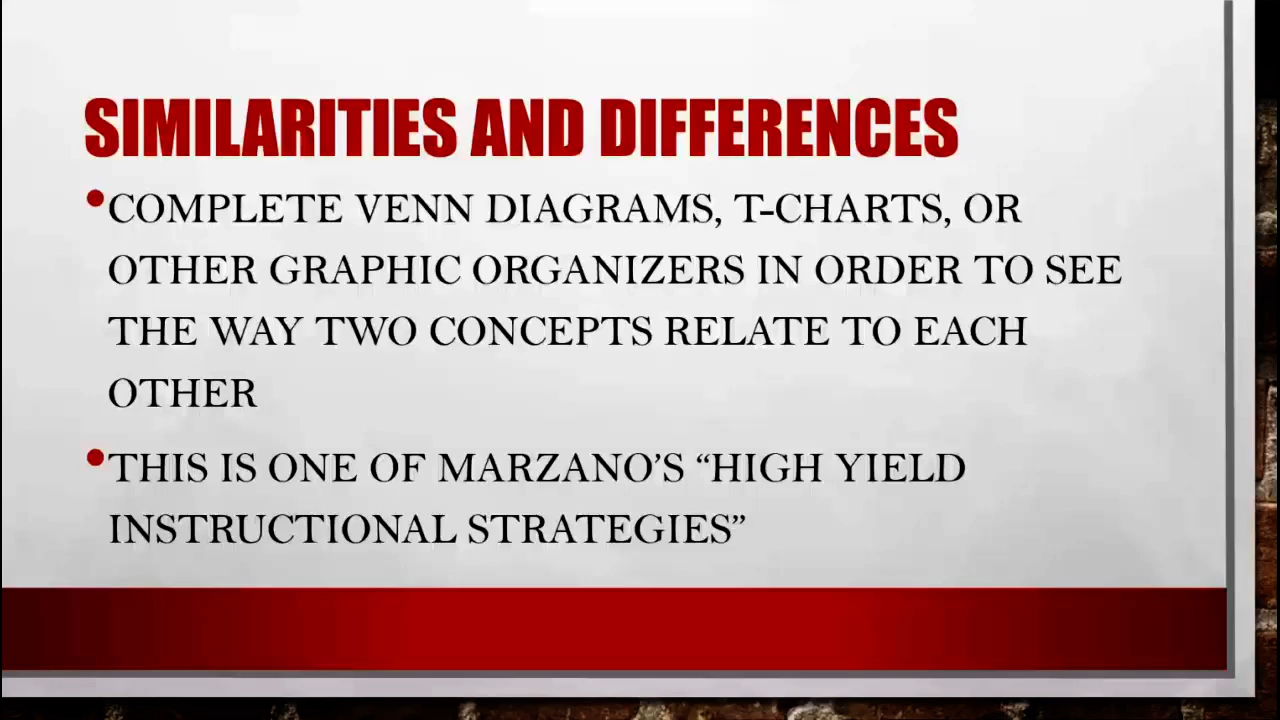 SIMILARITIES AND DIFFERENCES
•COMPLETE VENN DIAGRAMS, T-CHARTS, OR
OTHER GRAPHIC ORGANIZERS IN ORDER TO SEE
THE WAY TWO CONCEPTS RELATE TO EACH
OTHER
•THIS IS ONE OF MARZANO’S “HIGH YIELD
INSTRUCTIONAL STRATEGIES”